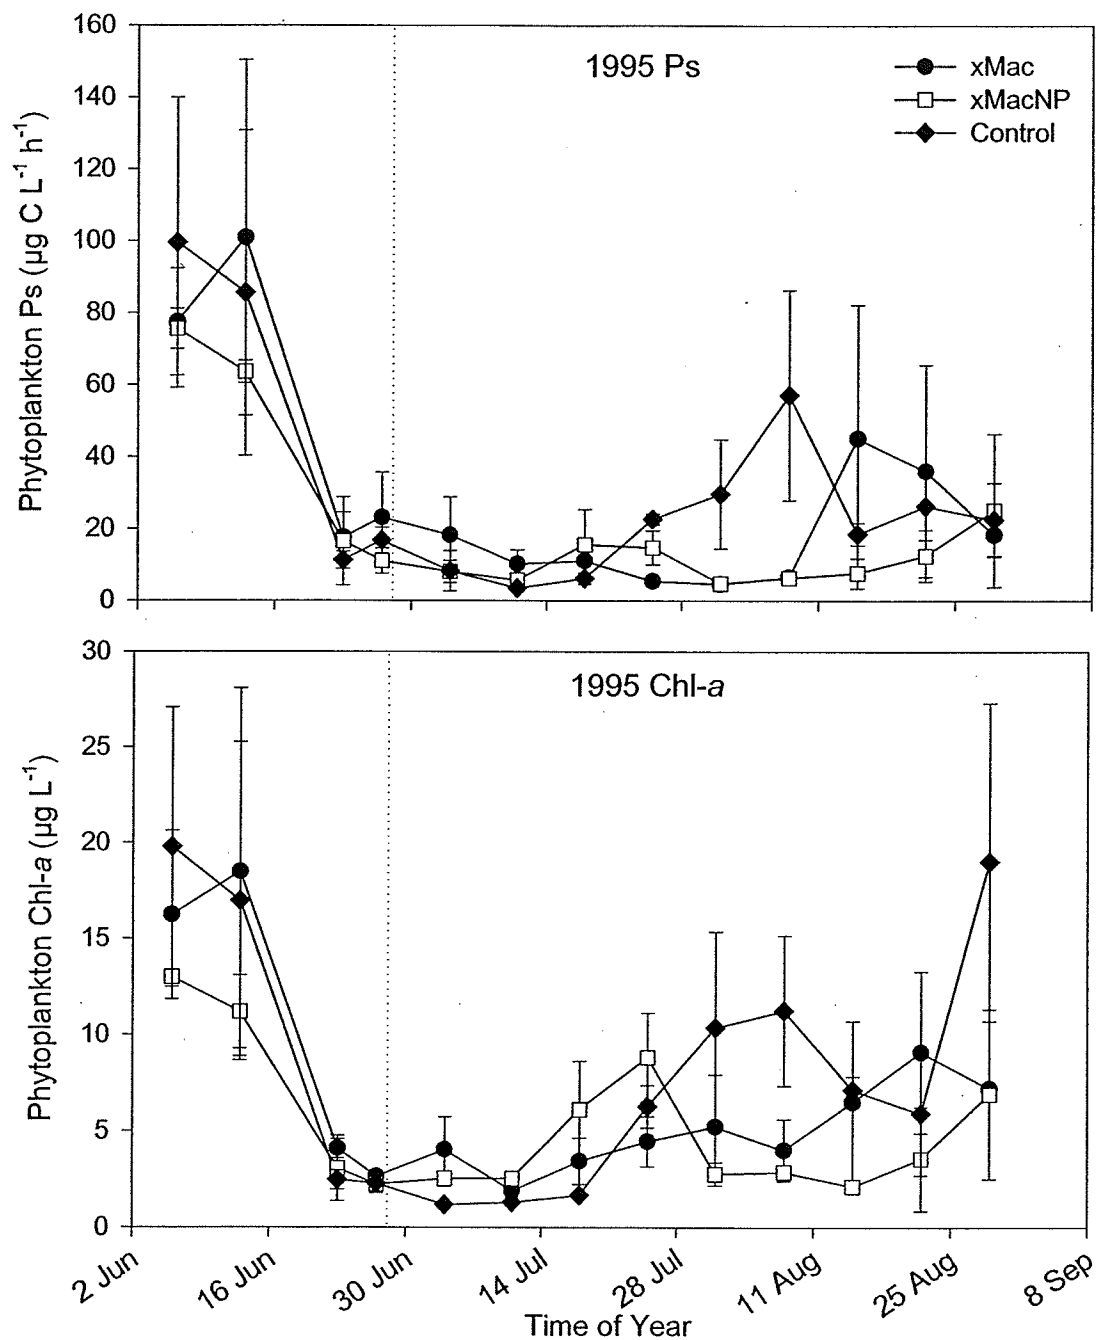 160
140
120
100
80
60
40
20
0
Phytoplankton Ps (µg C L⁻¹ h⁻¹)
1995 Ps
xMac
xMacNP
Control
30
25
20
15
10
5
0
Phytoplankton Chl-a (µg L⁻¹)
1995 Chl-a
2 Jun
16 Jun
30 Jun
14 Jul
28 Jul
11 Aug
25 Aug
8 Sep
Time of Year